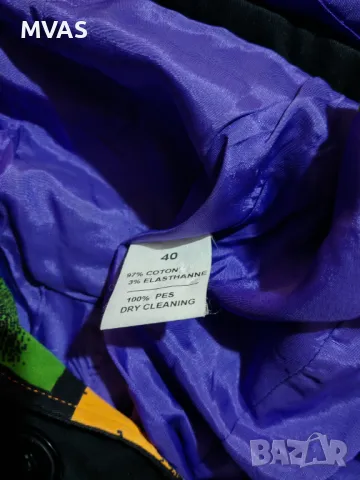 MVAS
40
97% COTON
3% ELASTHANNE
100% PES
DRY CLEANING
BAZAR